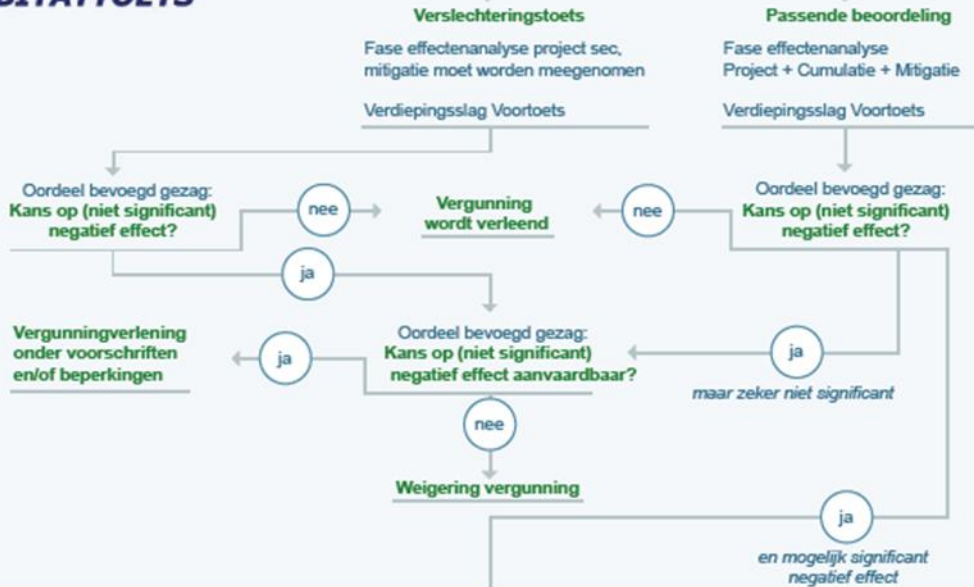 Verslechteringstoets
Fase effectenanalyse project sec,
mitigatie moet worden meegenomen
Verdiepingsslag Voortoets
Passende beoordeling
Fase effectenanalyse
Project + Cumulatie + Mitigatie
Verdiepingsslag Voortoets
Oordeel bevoegd gezag:
Kans op (niet significant)
negatief effect?
nee
Vergunning
wordt verleend
nee
Oordeel bevoegd gezag:
Kans op (niet significant)
negatief effect?
ja
Vergunningverlening
onder voorschriften
en/of beperkingen
ja
Oordeel bevoegd gezag:
Kans op (niet significant)
negatief effect aanvaardbaar?
ja
maar zeker niet significant
nee
Weigering vergunning
ja
en mogelijk significant
negatief effect